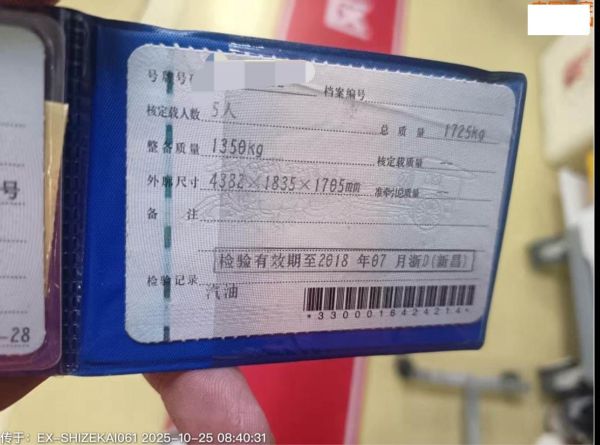 号牌号
档案编号
核定载人数 5人
总质量 1725kg
整备质量 1350kg
核定载质量 --
外廓尺寸 4382×1835×1705mm
准牵引总质量 --
备注
检验有效期至2018 年07 月浙D(新昌)
检验记录
汽油
*3300016424214*
号
-28
传于: EX-SHIZEKAI061 2025-10-25 08:40:31